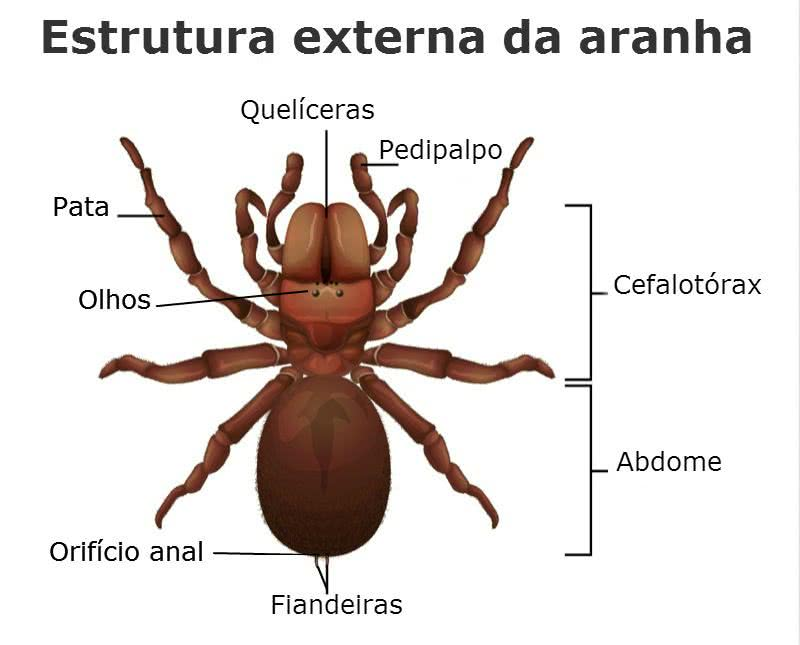 Estrutura externa da aranha
Quelíceras
Pedipalpo
Pata
Cefalotórax
Olhos
Abdome
Orifício anal
Fiandeiras